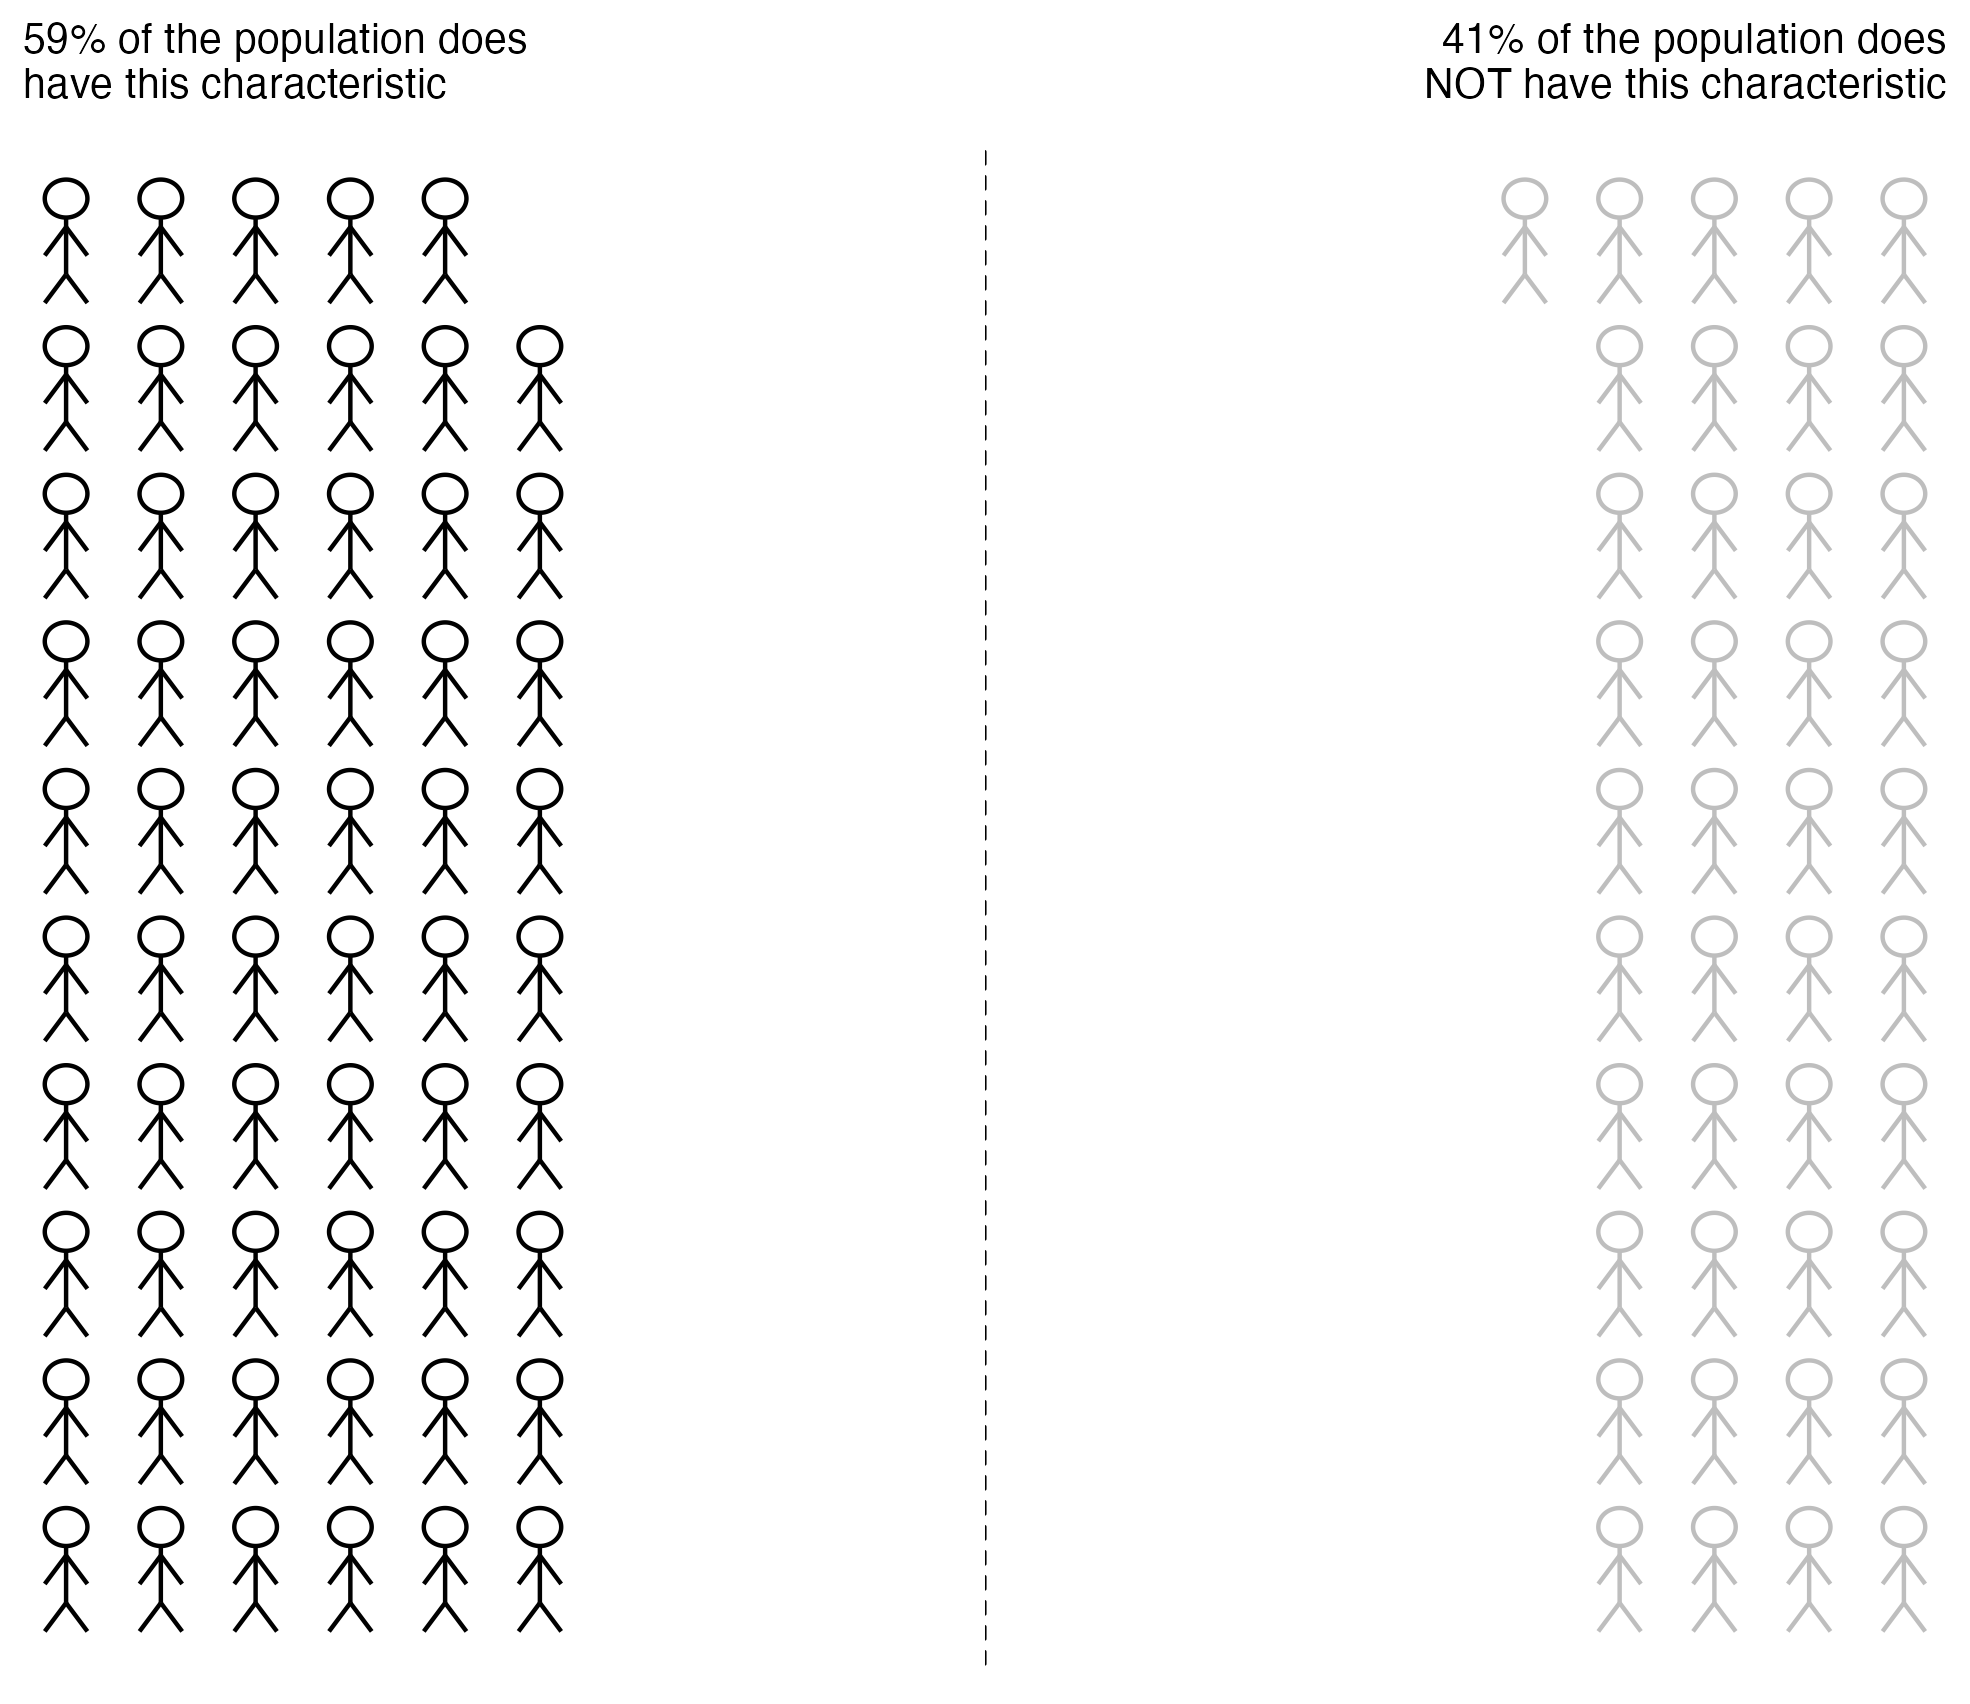 59% of the population does
have this characteristic
41% of the population does
NOT have this characteristic